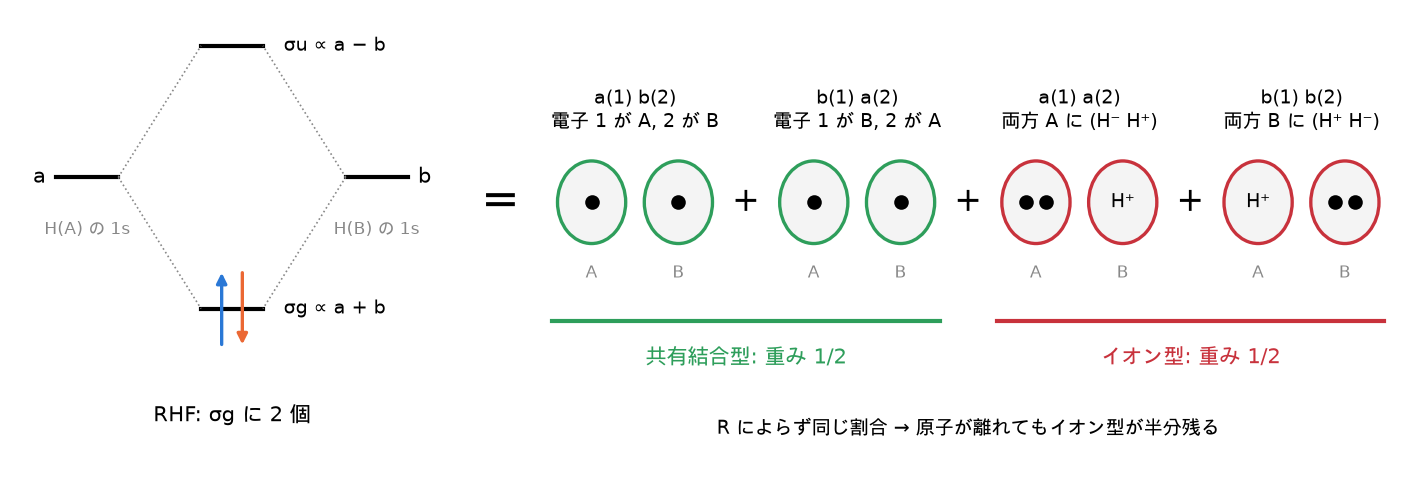 σu ∝ a − b
a
b
H(A) の 1s
H(B) の 1s
σg ∝ a + b
RHF: σg に 2 個
=
a(1) b(2)
電子 1 が A, 2 が B
b(1) a(2)
電子 1 が B, 2 が A
a(1) a(2)
両方 A に (H⁻ H⁺)
b(1) b(2)
両方 B に (H⁺ H⁻)
+
+
H⁺
+
H⁺
A
B
A
B
A
B
A
B
共有結合型: 重み 1/2
イオン型: 重み 1/2
R によらず同じ割合 → 原子が離れてもイオン型が半分残る